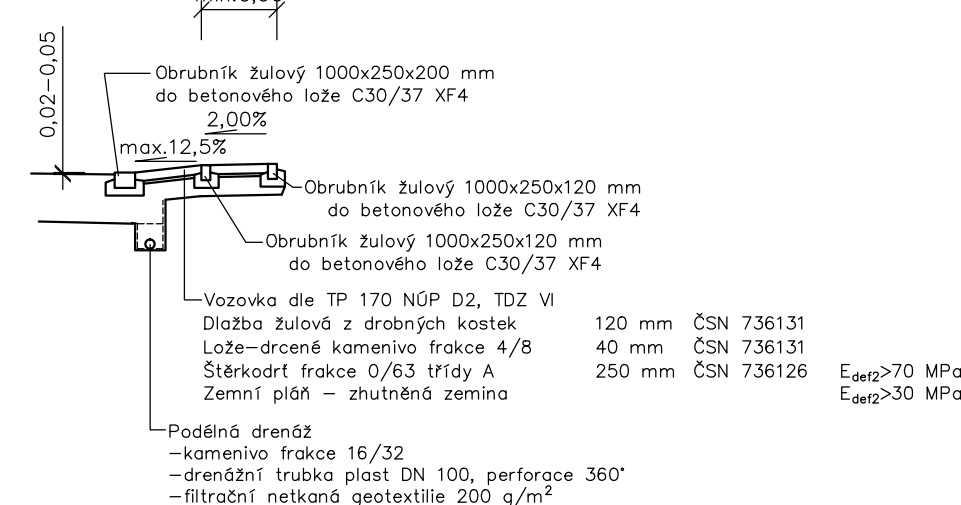 0,02–0,05
Obrubník žulový 1000x250x200 mm
do betonového lože C30/37 XF4
2,00%
max.12,5%
Obrubník žulový 1000x250x120 mm
do betonového lože C30/37 XF4
Obrubník žulový 1000x250x120 mm
do betonového lože C30/37 XF4
Vozovka dle TP 170 NÚP D2, TDZ VI
Dlažba žulová z drobných kostek 120 mm ČSN 736131
Lože–drcené kamenivo frakce 4/8 40 mm ČSN 736131
Štěrkodrť frakce 0/63 třídy A 250 mm ČSN 736126 Edef2>70 MPa
Zemní pláň – zhutněná zemina Edef2>30 MPa
Podélná drenáž
–kamenivo frakce 16/32
–drenážní trubka plast DN 100, perforace 360°
–filtrační netkaná geotextilie 200 g/m²